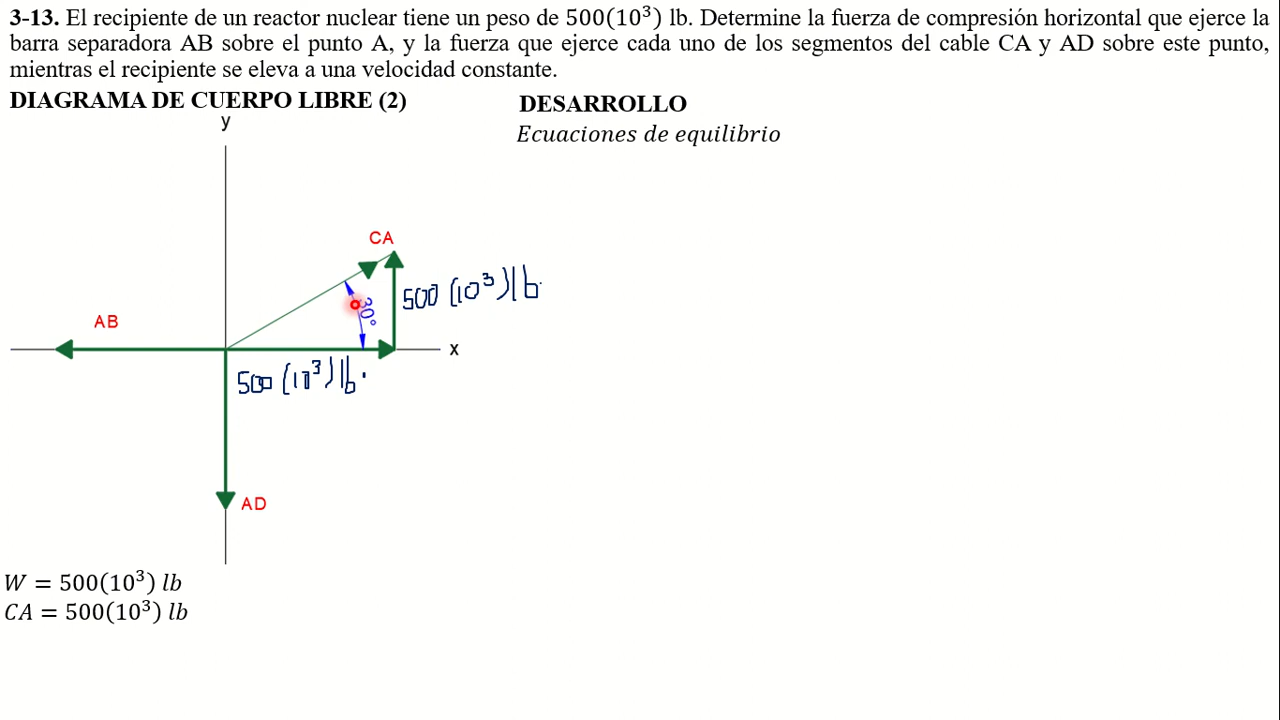 3-13. El recipiente de un reactor nuclear tiene un peso de 500(10³) lb. Determine la fuerza de compresión horizontal que ejerce la
barra separadora AB sobre el punto A, y la fuerza que ejerce cada uno de los segmentos del cable CA y AD sobre este punto,
mientras el recipiente se eleva a una velocidad constante.
DIAGRAMA DE CUERPO LIBRE (2)
DESARROLLO
y
Ecuaciones de equilibrio
CA
500 (10³) lb.
30°
AB
x
500 (10³) lb.
AD
W = 500(10³) lb
CA = 500(10³) lb